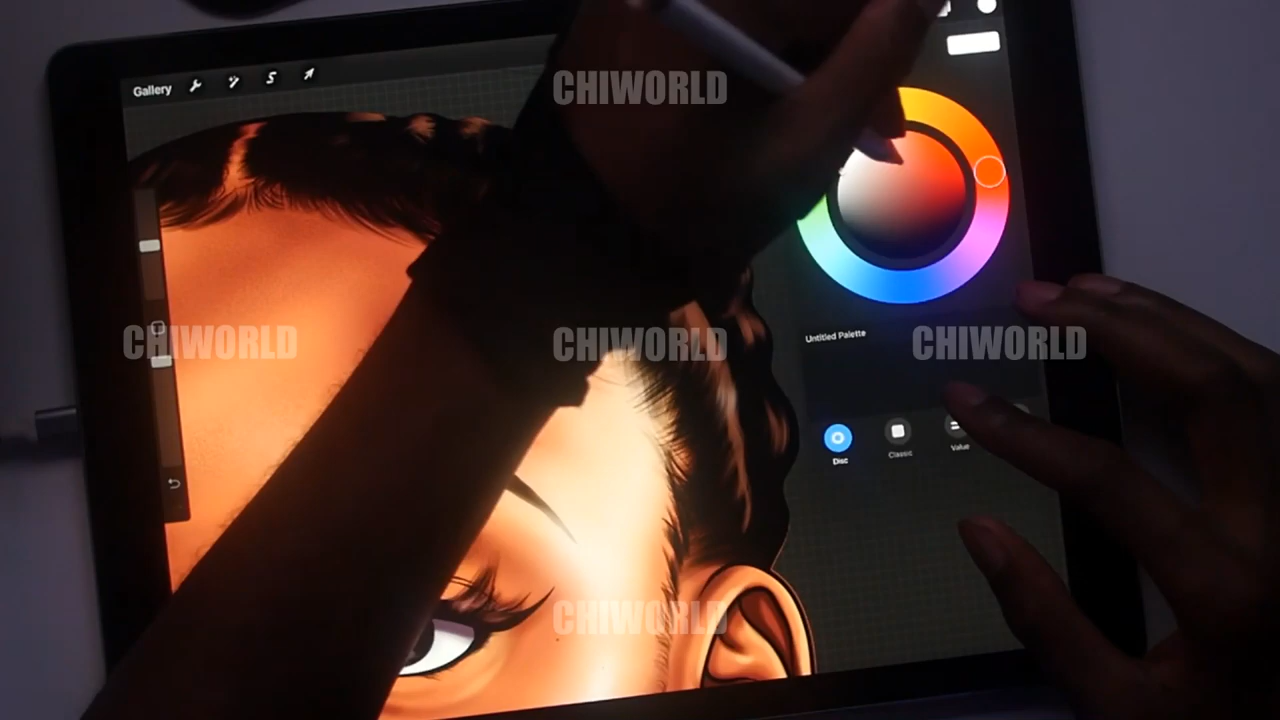 CHIWORLD
Gallery
CHIWORLD
CHIWORLD
CHIWORLD
Untitled Palette
Disc
Classic
Value
CHIWORLD